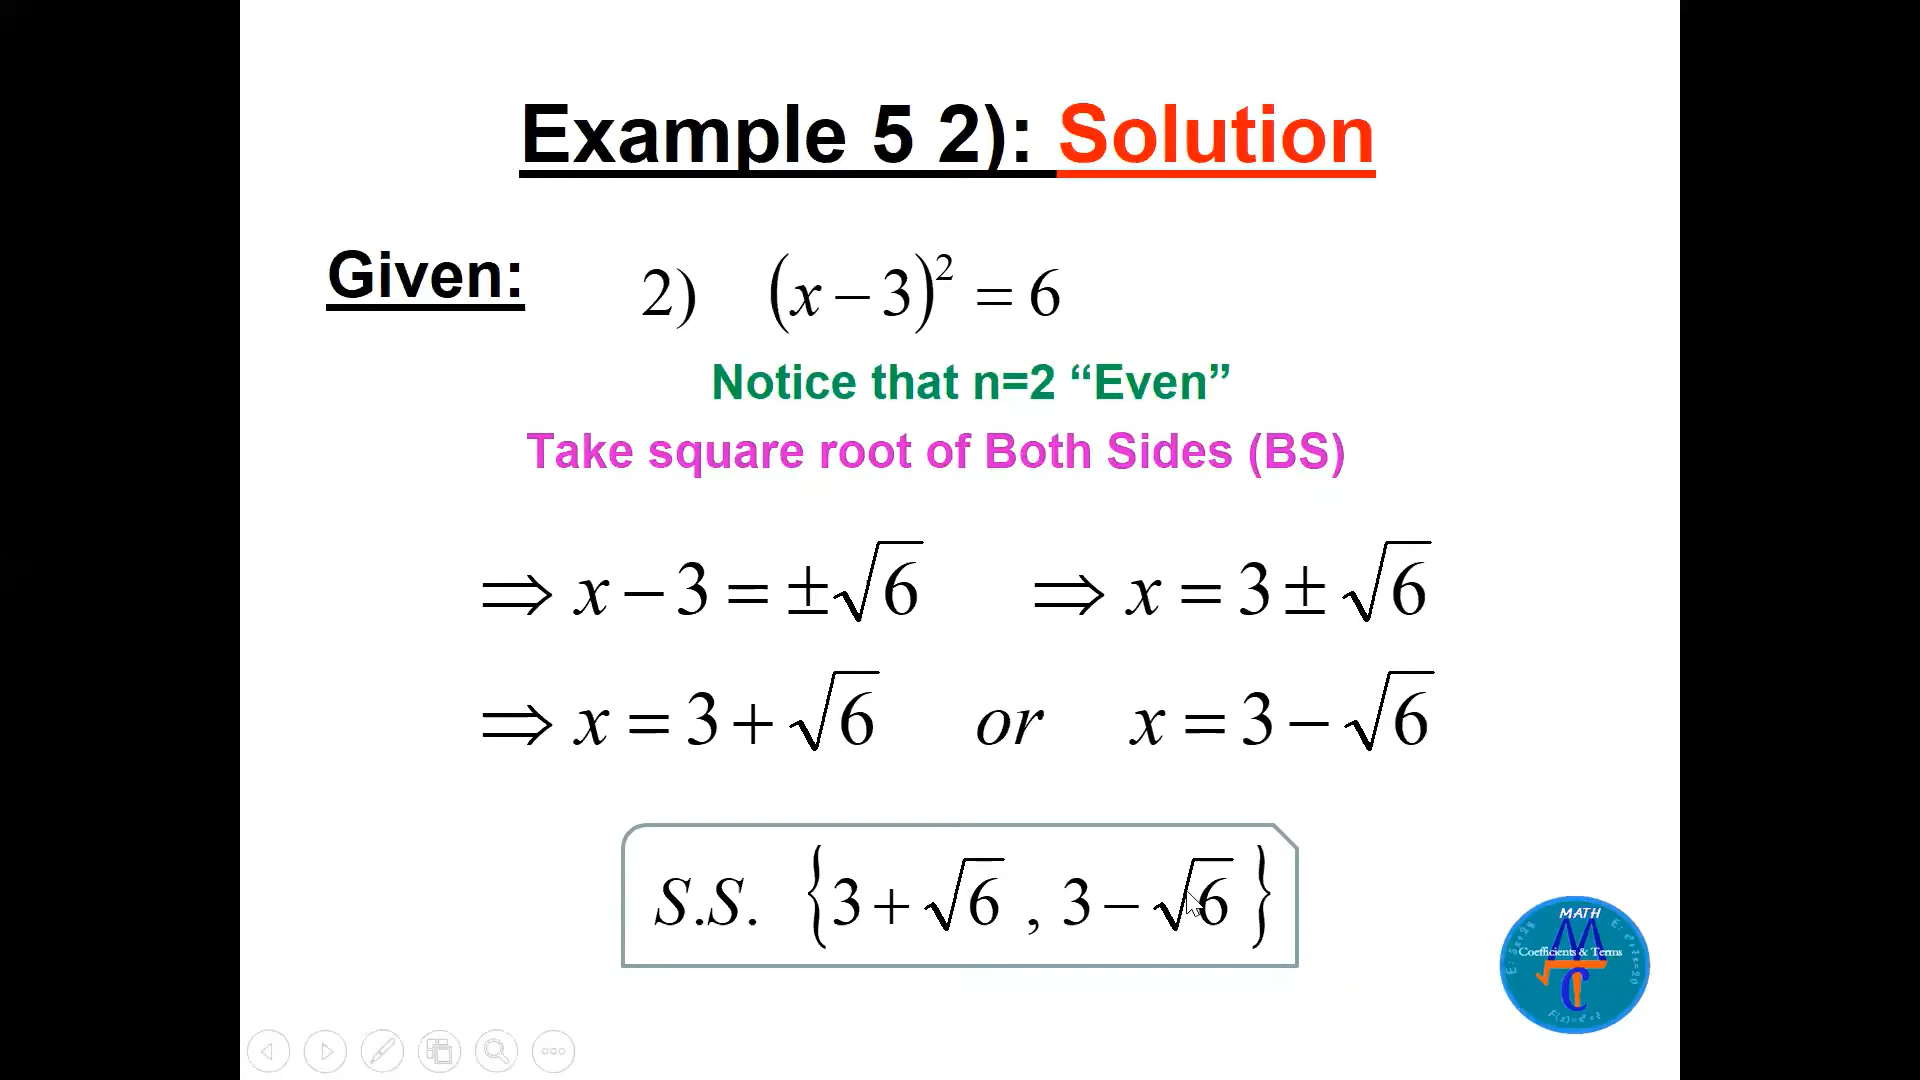 Example 5 2): Solution
Given: 2) (x − 3)² = 6
Notice that n=2 “Even”
Take square root of Both Sides (BS)
⇒ x − 3 = ±√6 ⇒ x = 3 ± √6
⇒ x = 3 + √6 or x = 3 − √6
S.S. {3 + √6 , 3 − √6}
MATH
Coefficients & Terms